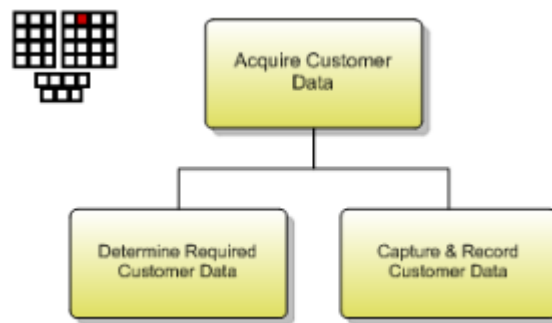 Acquire Customer
Data
Determine Required
Customer Data
Capture & Record
Customer Data